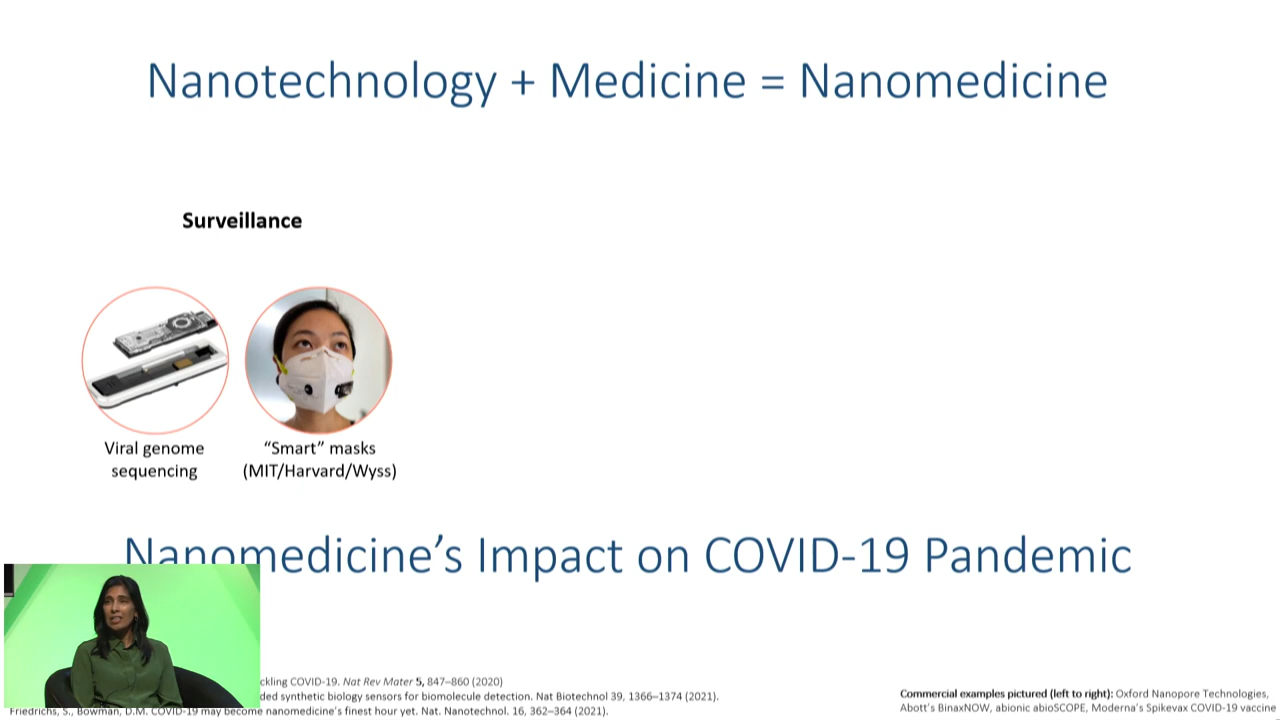 Nanotechnology + Medicine = Nanomedicine
Surveillance
Viral genome
sequencing
“Smart” masks
(MIT/Harvard/Wyss)
Nanomedicine’s Impact on COVID-19 Pandemic
ckling COVID-19. Nat Rev Mater 5, 847–860 (2020)
ded synthetic biology sensors for biomolecule detection. Nat Biotechnol 39, 1366–1374 (2021).
Friedrichs, S., Bowman, D.M. COVID-19 may become nanomedicine’s finest hour yet. Nat. Nanotechnol. 16, 362–364 (2021).
Commercial examples pictured (left to right): Oxford Nanopore Technologies,
Abott’s BinaxNOW, abionic abioSCOPE, Moderna’s Spikevax COVID-19 vaccine